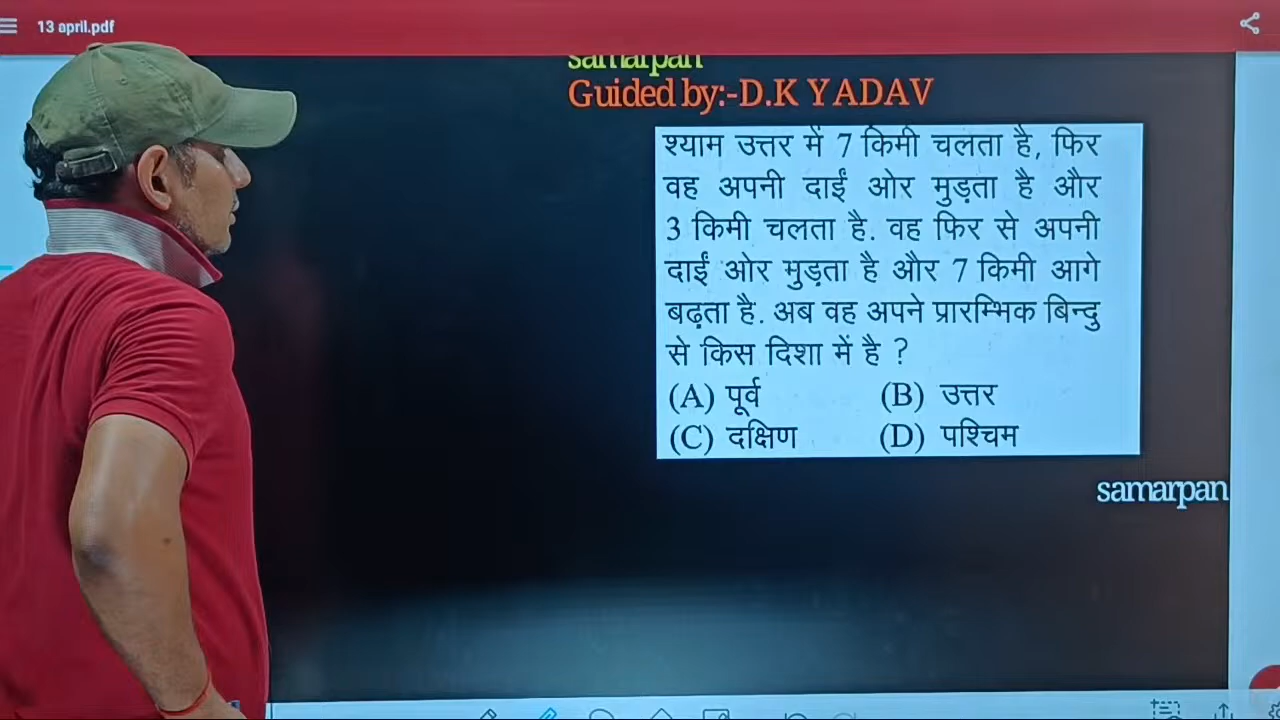 13 april.pdf
samarpan
Guided by:-D.K YADAV
श्याम उत्तर में 7 किमी चलता है, फिर
वह अपनी दाईं ओर मुड़ता है और
3 किमी चलता है. वह फिर से अपनी
दाईं ओर मुड़ता है और 7 किमी आगे
बढ़ता है. अब वह अपने प्रारम्भिक बिन्दु
से किस दिशा में है ?
(A) पूर्व (B) उत्तर
(C) दक्षिण (D) पश्चिम
samarpan